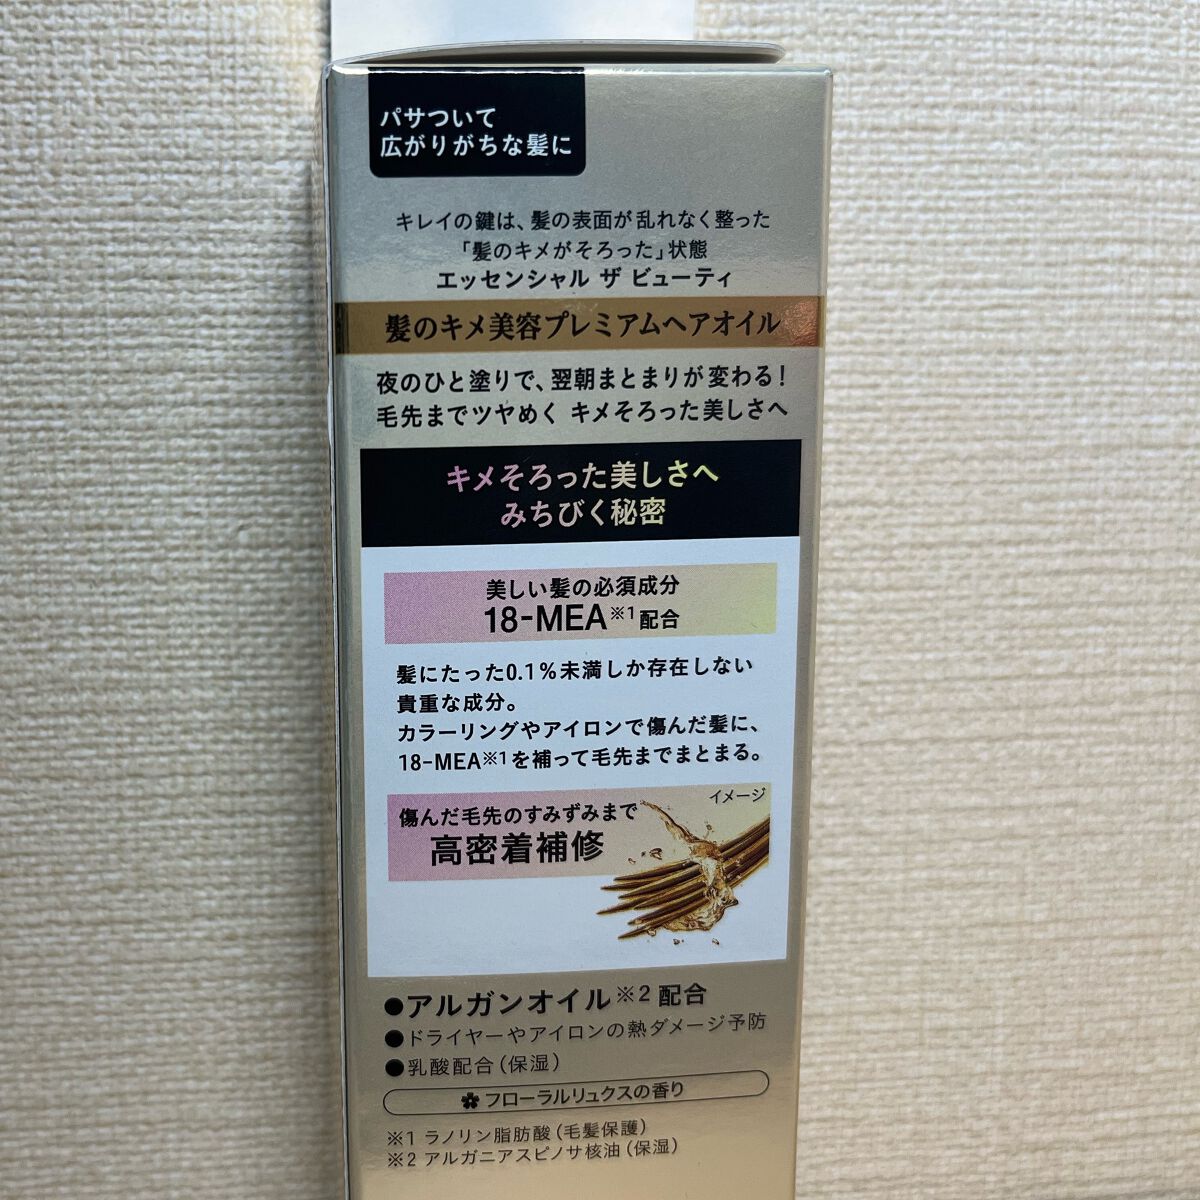 パサついて
広がりがちな髪に
キレイの鍵は、髪の表面が乱れなく整った
「髪のキメがそろった」状態
エッセンシャル ザ ビューティ
髪のキメ美容プレミアムヘアオイル
夜のひと塗りで、翌朝まとまりが変わる!
毛先までツヤめく キメそろった美しさへ
キメそろった美しさへ
みちびく秘密
美しい髪の必須成分
18-MEA※1配合
髪にたった0.1%未満しか存在しない
貴重な成分。
カラーリングやアイロンで傷んだ髪に、
18-MEA※1を補って毛先までまとまる。
イメージ
傷んだ毛先のすみずみまで
高密着補修
●アルガンオイル※2配合
●ドライヤーやアイロンの熱ダメージ予防
●乳酸配合(保湿)
フローラルリュクスの香り
※1 ラノリン脂肪酸(毛髪保護)
※2 アルガニアスピノサ核油(保湿)